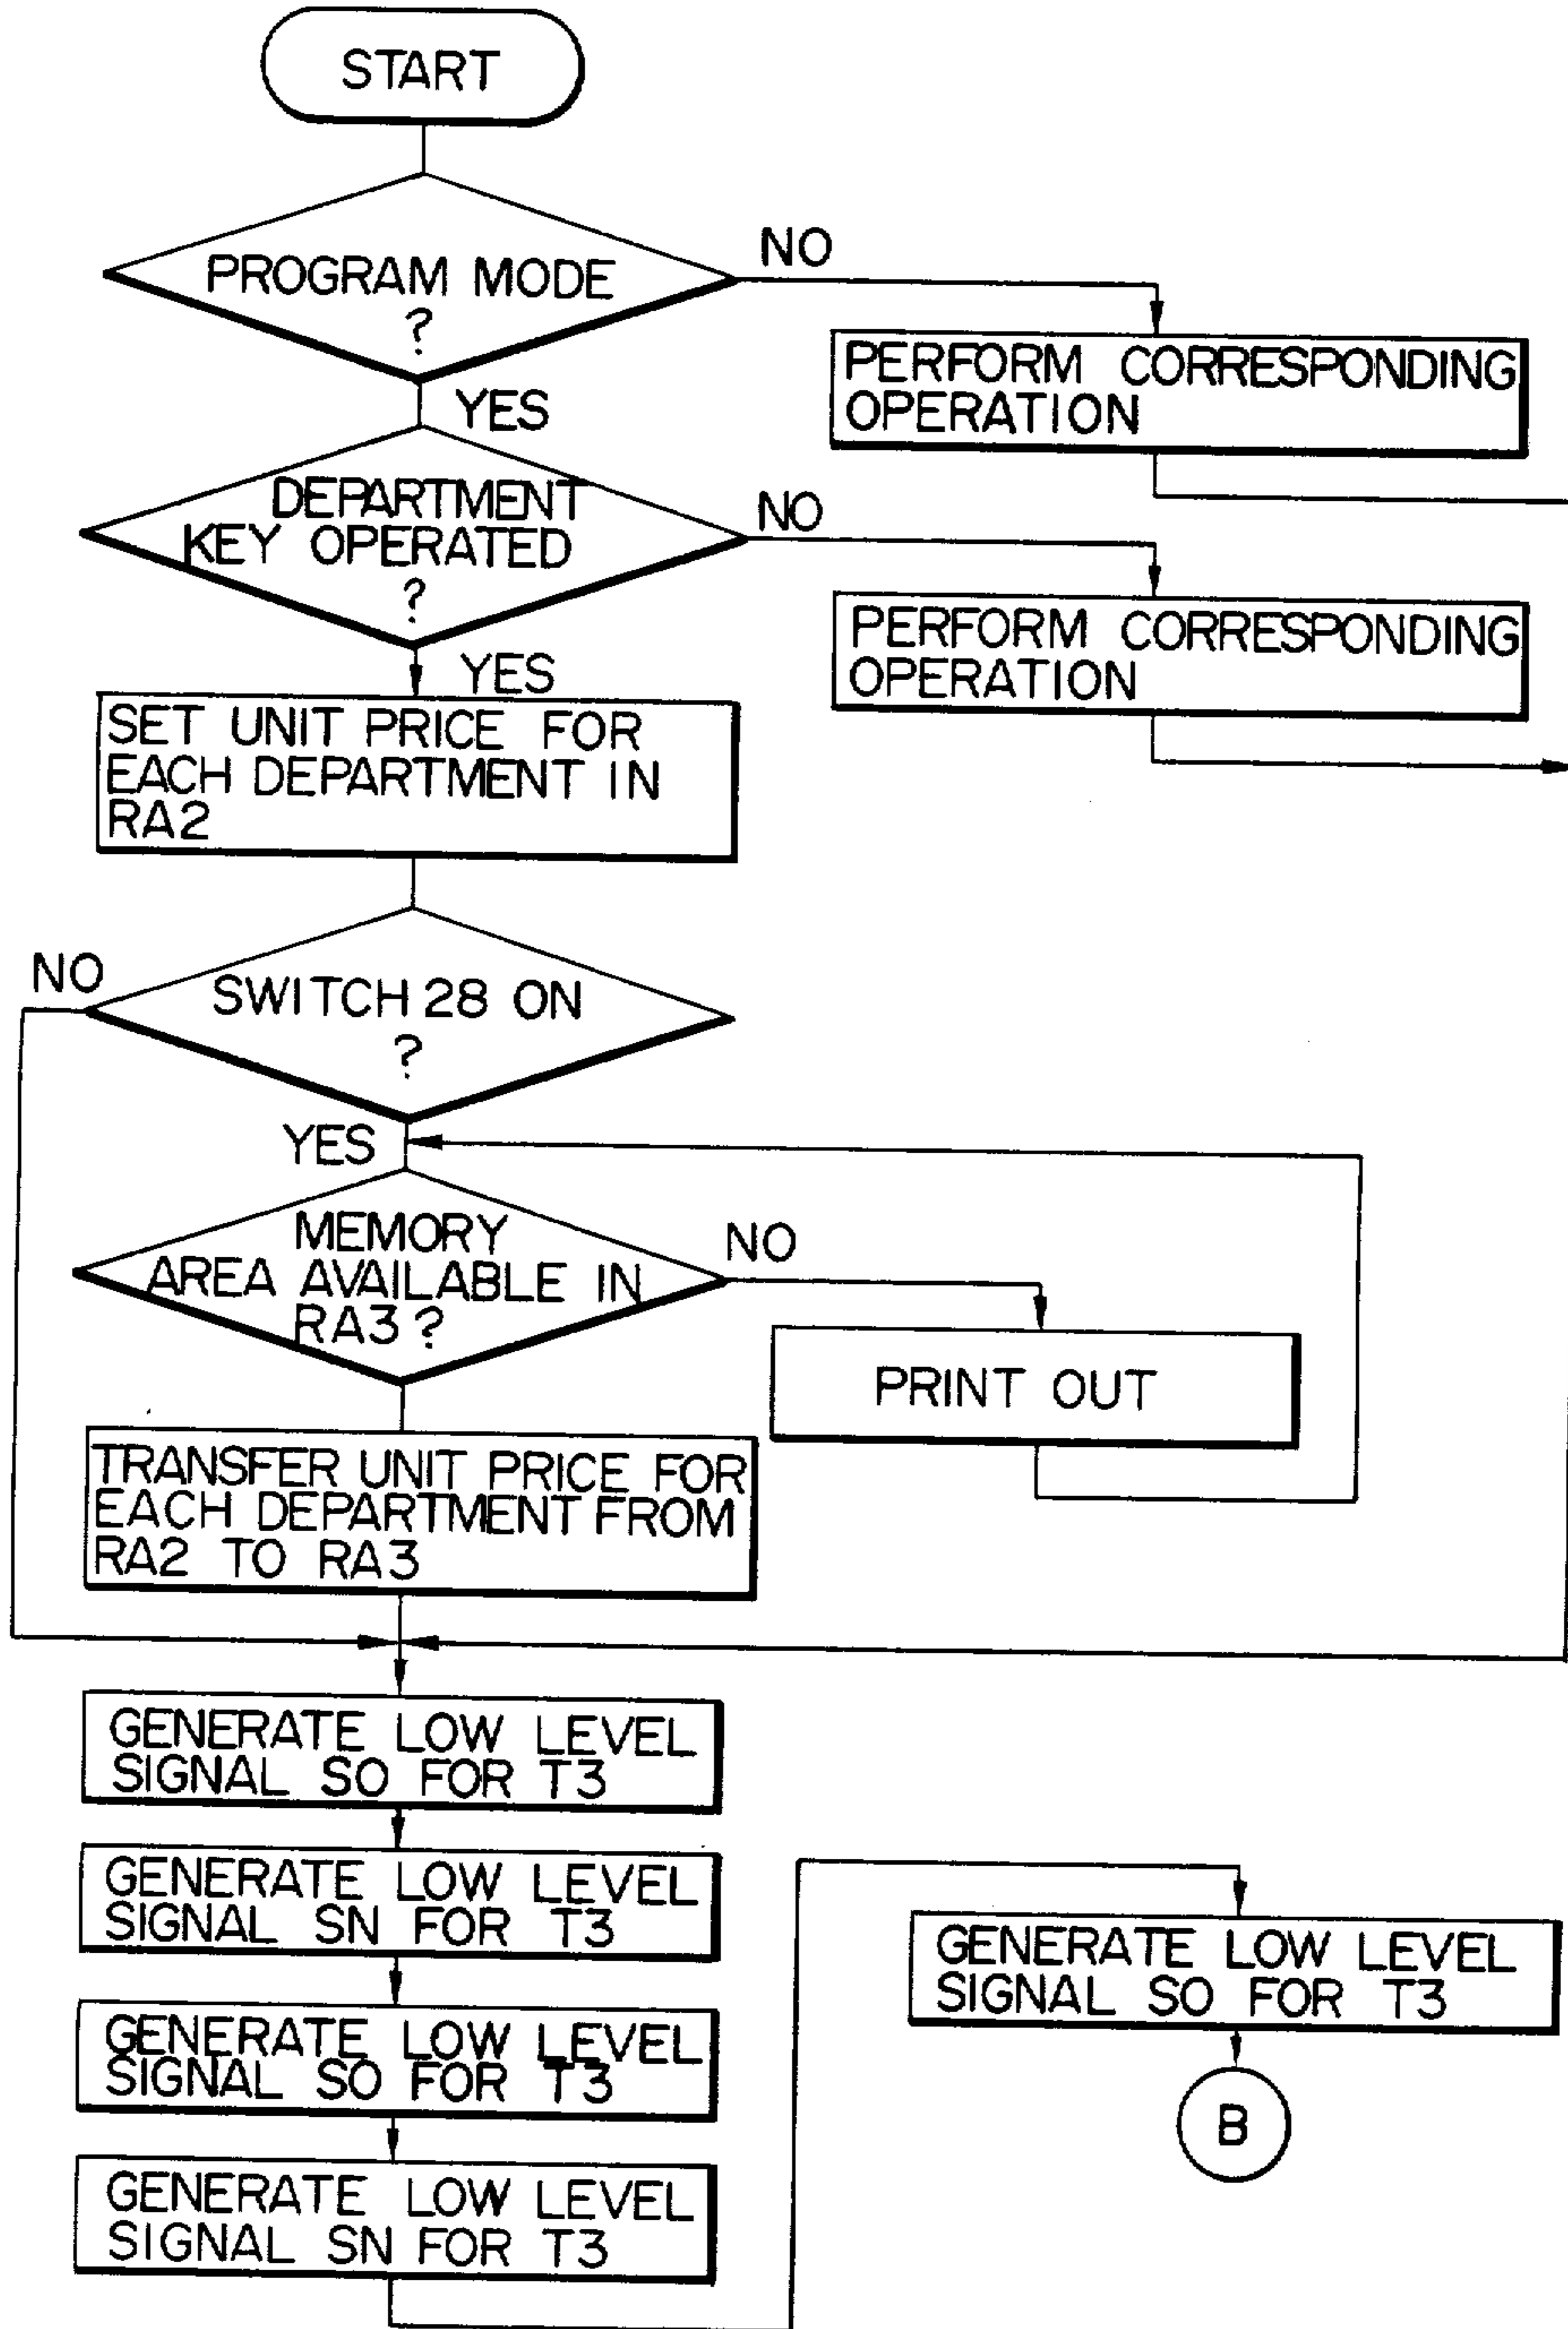 START
PROGRAM MODE
?
NO
PERFORM CORRESPONDING
OPERATION
YES
DEPARTMENT
KEY OPERATED
?
NO
PERFORM CORRESPONDING
OPERATION
YES
SET UNIT PRICE FOR
EACH DEPARTMENT IN
RA2
NO
SWITCH 28 ON
?
YES
MEMORY
AREA AVAILABLE IN
RA3 ?
NO
PRINT OUT
TRANSFER UNIT PRICE FOR
EACH DEPARTMENT FROM
RA2 TO RA3
GENERATE LOW LEVEL
SIGNAL SO FOR T3
GENERATE LOW LEVEL
SIGNAL SN FOR T3
GENERATE LOW LEVEL
SIGNAL SO FOR T3
GENERATE LOW LEVEL
SIGNAL SN FOR T3
GENERATE LOW LEVEL
SIGNAL SO FOR T3
B